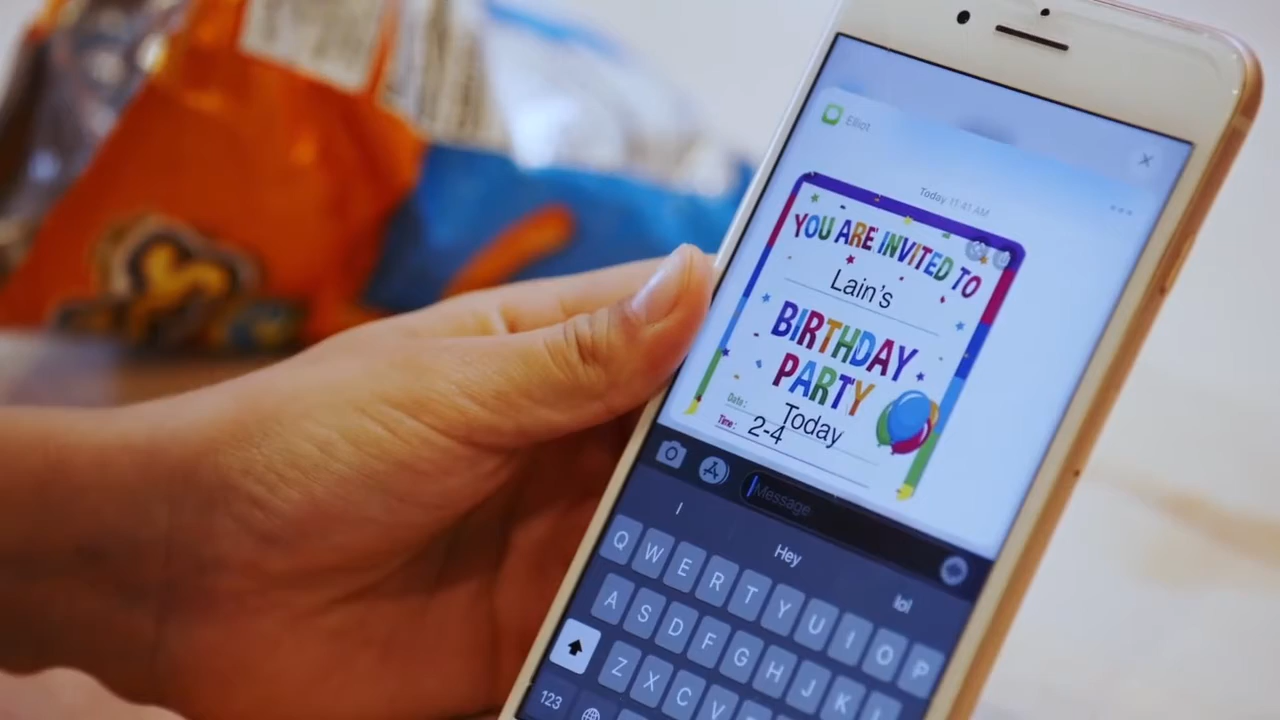 Elliot
Today 11:41 AM
YOU ARE INVITED TO
Lain's
BIRTHDAY
PARTY
Date: Today
Time: 2-4
Message
I Hey lol
Q W E R T Y U I O P
A S D F G H J K L
Z X C V B
123